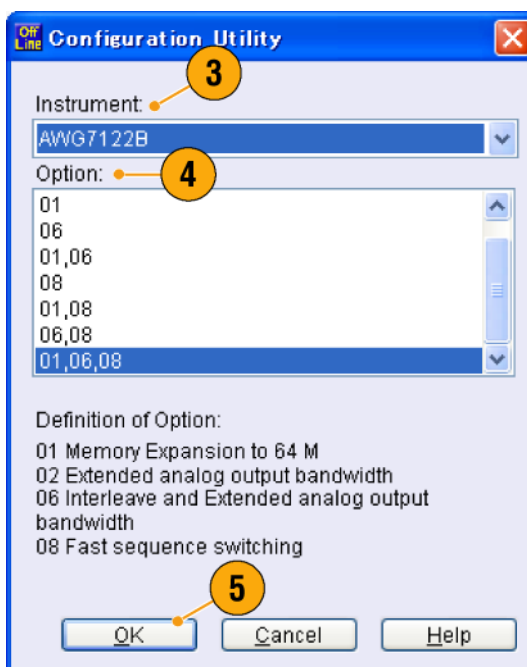 Off Line Configuration Utility
3
Instrument:
AWG7122B
4
Option:
01
06
01,06
08
01,08
06,08
01,06,08
Definition of Option:
01 Memory Expansion to 64 M
02 Extended analog output bandwidth
06 Interleave and Extended analog output
bandwidth
08 Fast sequence switching
5
OK Cancel Help